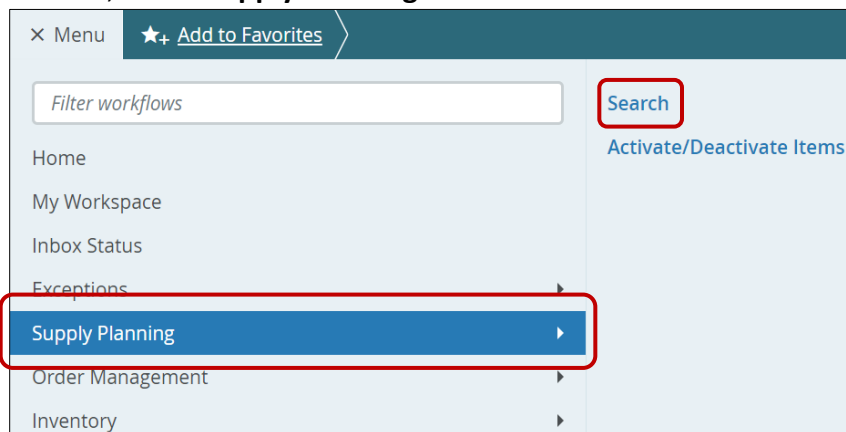 × Menu
Add to Favorites
Filter workflows
Search
Activate/Deactivate Items
Home
My Workspace
Inbox Status
Exceptions
Supply Planning
Order Management
Inventory